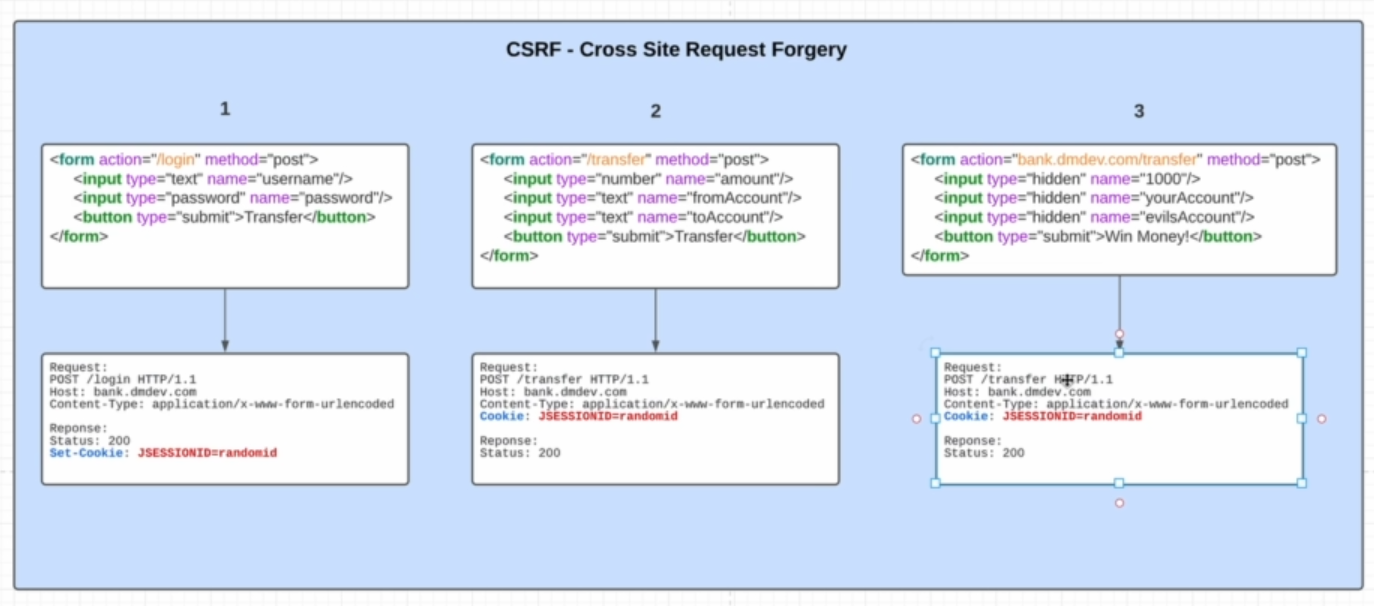 CSRF - Cross Site Request Forgery
1
<form action="/login" method="post">
<input type="text" name="username"/>
<input type="password" name="password"/>
<button type="submit">Transfer</button>
</form>
Request:
POST /login HTTP/1.1
Host: bank.dmdev.com
Content-Type: application/x-www-form-urlencoded
Reponse:
Status: 200
Set-Cookie: JSESSIONID=randomid
2
<form action="/transfer" method="post">
<input type="number" name="amount"/>
<input type="text" name="fromAccount"/>
<input type="text" name="toAccount"/>
<button type="submit">Transfer</button>
</form>
Request:
POST /transfer HTTP/1.1
Host: bank.dmdev.com
Content-Type: application/x-www-form-urlencoded
Cookie: JSESSIONID=randomid
Reponse:
Status: 200
3
<form action="bank.dmdev.com/transfer" method="post">
<input type="hidden" name="1000"/>
<input type="hidden" name="yourAccount"/>
<input type="hidden" name="evilsAccount"/>
<button type="submit">Win Money!</button>
</form>
Request:
POST /transfer HTTP/1.1
Host: bank.dmdev.com
Content-Type: application/x-www-form-urlencoded
Cookie: JSESSIONID=randomid
Reponse:
Status: 200